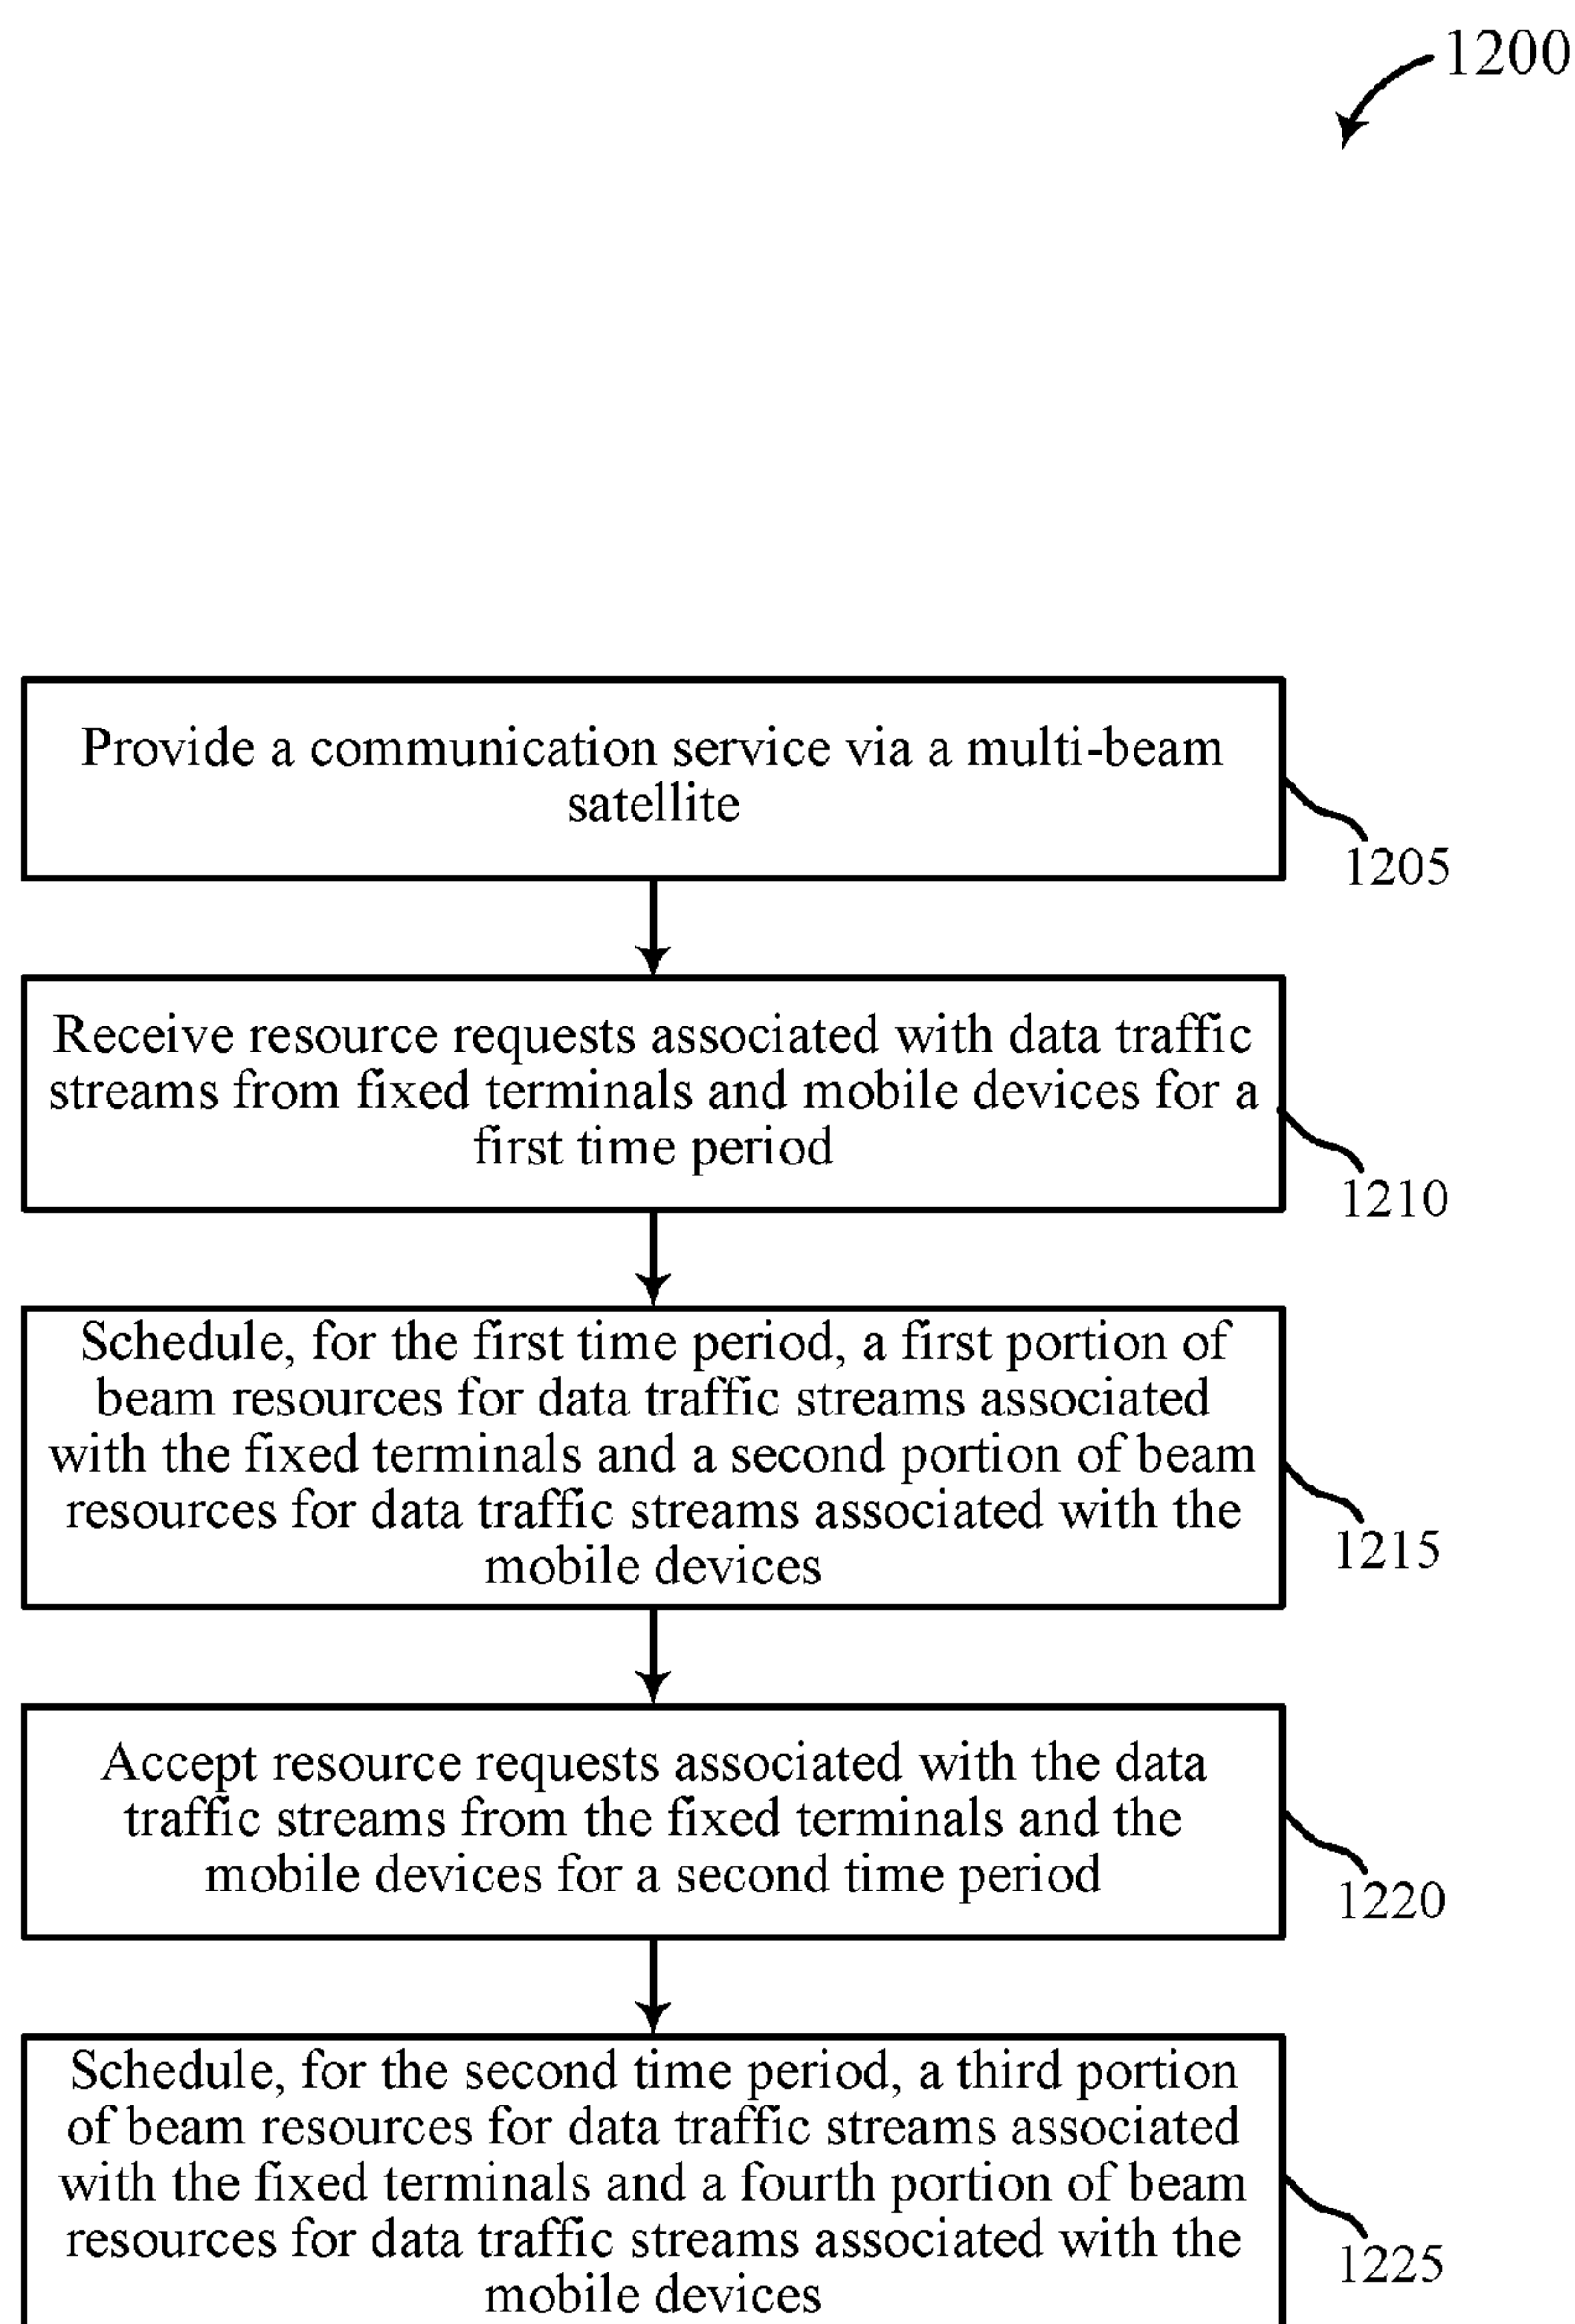 1200
Provide a communication service via a multi-beam
satellite
1205
Receive resource requests associated with data traffic
streams from fixed terminals and mobile devices for a
first time period
1210
Schedule, for the first time period, a first portion of
beam resources for data traffic streams associated
with the fixed terminals and a second portion of beam
resources for data traffic streams associated with the
mobile devices
1215
Accept resource requests associated with the data
traffic streams from the fixed terminals and the
mobile devices for a second time period
1220
Schedule, for the second time period, a third portion
of beam resources for data traffic streams associated
with the fixed terminals and a fourth portion of beam
resources for data traffic streams associated with the
mobile devices
1225